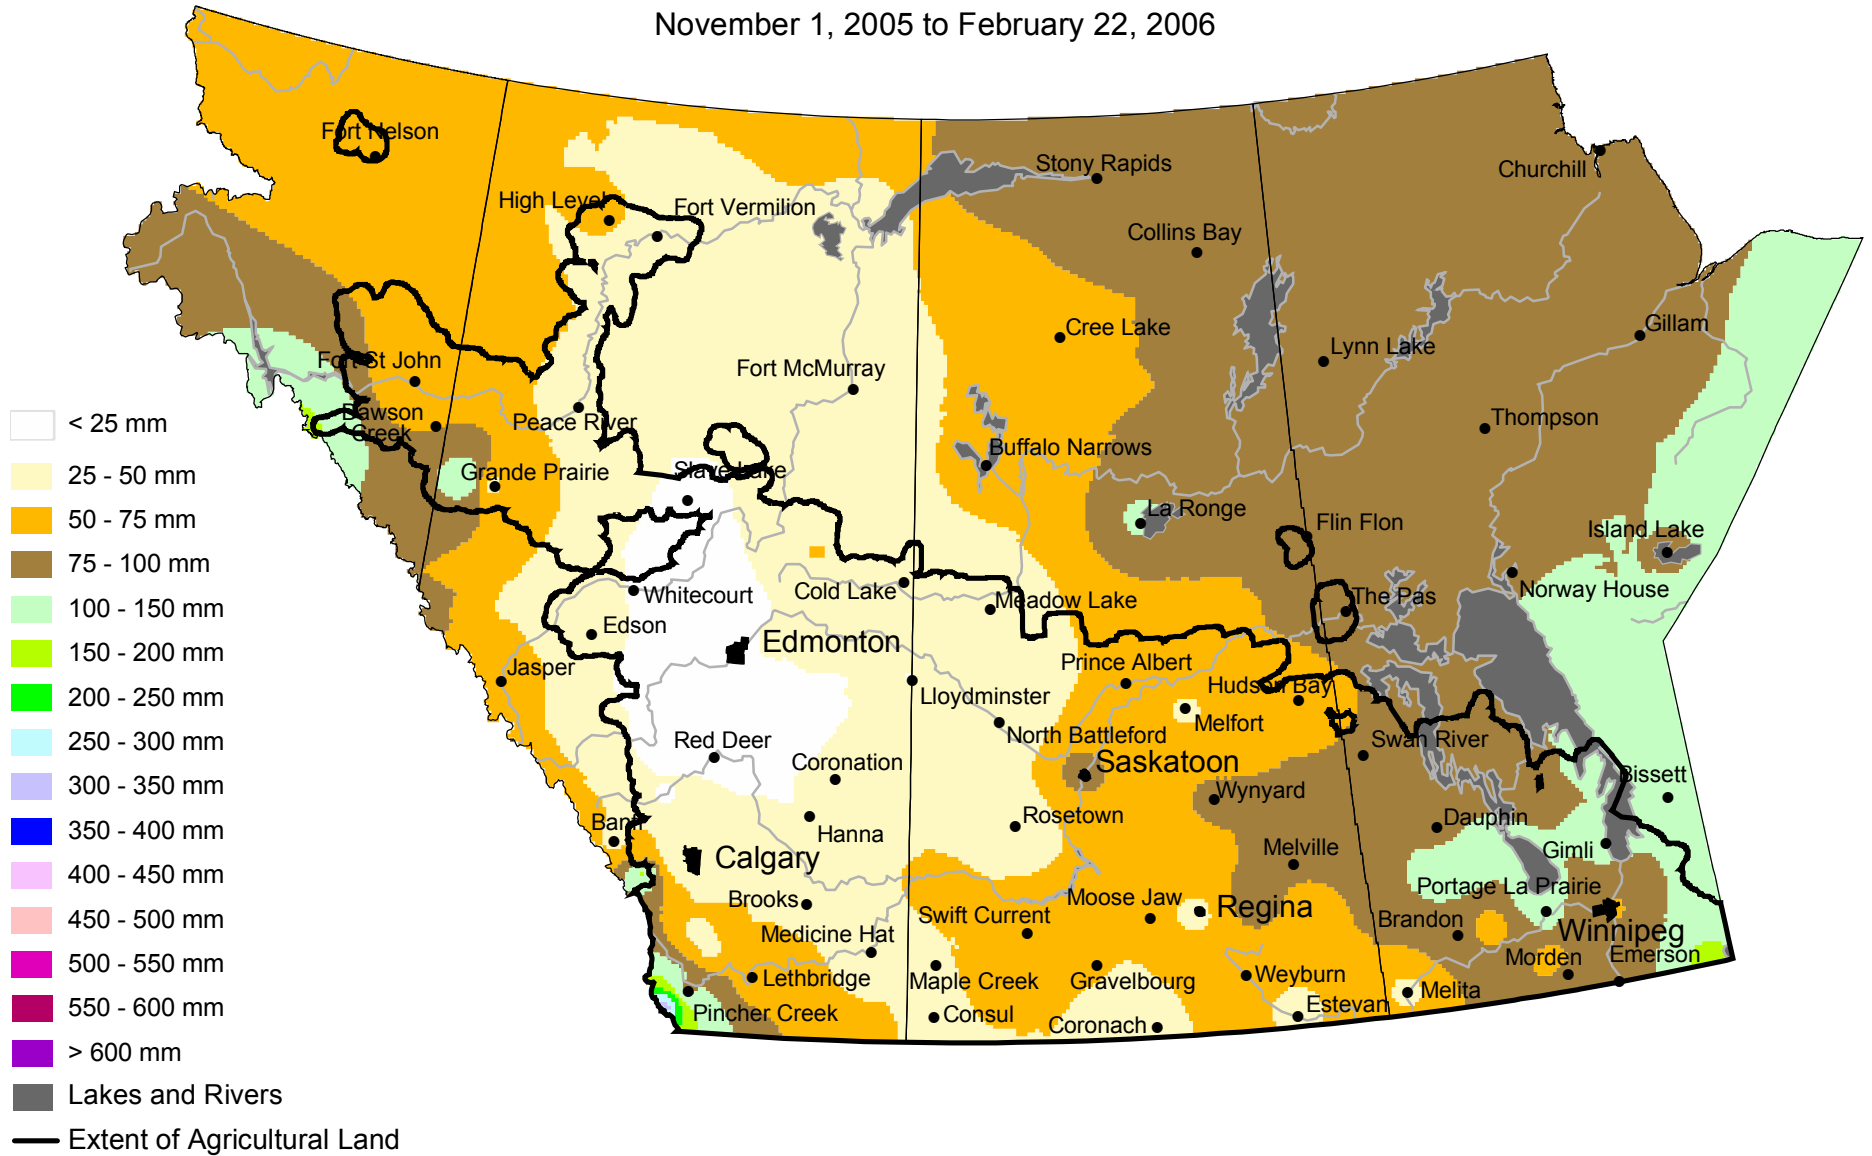 November 1, 2005 to February 22, 2006
Fort Nelson
High Level
Fort Vermilion
Stony Rapids
Churchill
Collins Bay
Cree Lake
Lynn Lake
Gillam
Fort St John
Fort McMurray
Dawson
Creek
Peace River
Thompson
Buffalo Narrows
Grande Prairie
Slave Lake
La Ronge
Flin Flon
Island Lake
Whitecourt
Cold Lake
Meadow Lake
The Pas
Norway House
Edson
Edmonton
Jasper
Prince Albert
Hudson Bay
Lloydminster
Melfort
North Battleford
Red Deer
Coronation
Saskatoon
Swan River
Bissett
Wynyard
Banff
Hanna
Rosetown
Dauphin
Calgary
Melville
Gimli
Brooks
Swift Current
Moose Jaw
Regina
Portage La Prairie
Brandon
Winnipeg
Medicine Hat
Lethbridge
Maple Creek
Gravelbourg
Weyburn
Morden
Emerson
Pincher Creek
Consul
Coronach
Estevan
Melita
< 25 mm
25 - 50 mm
50 - 75 mm
75 - 100 mm
100 - 150 mm
150 - 200 mm
200 - 250 mm
250 - 300 mm
300 - 350 mm
350 - 400 mm
400 - 450 mm
450 - 500 mm
500 - 550 mm
550 - 600 mm
> 600 mm
Lakes and Rivers
Extent of Agricultural Land